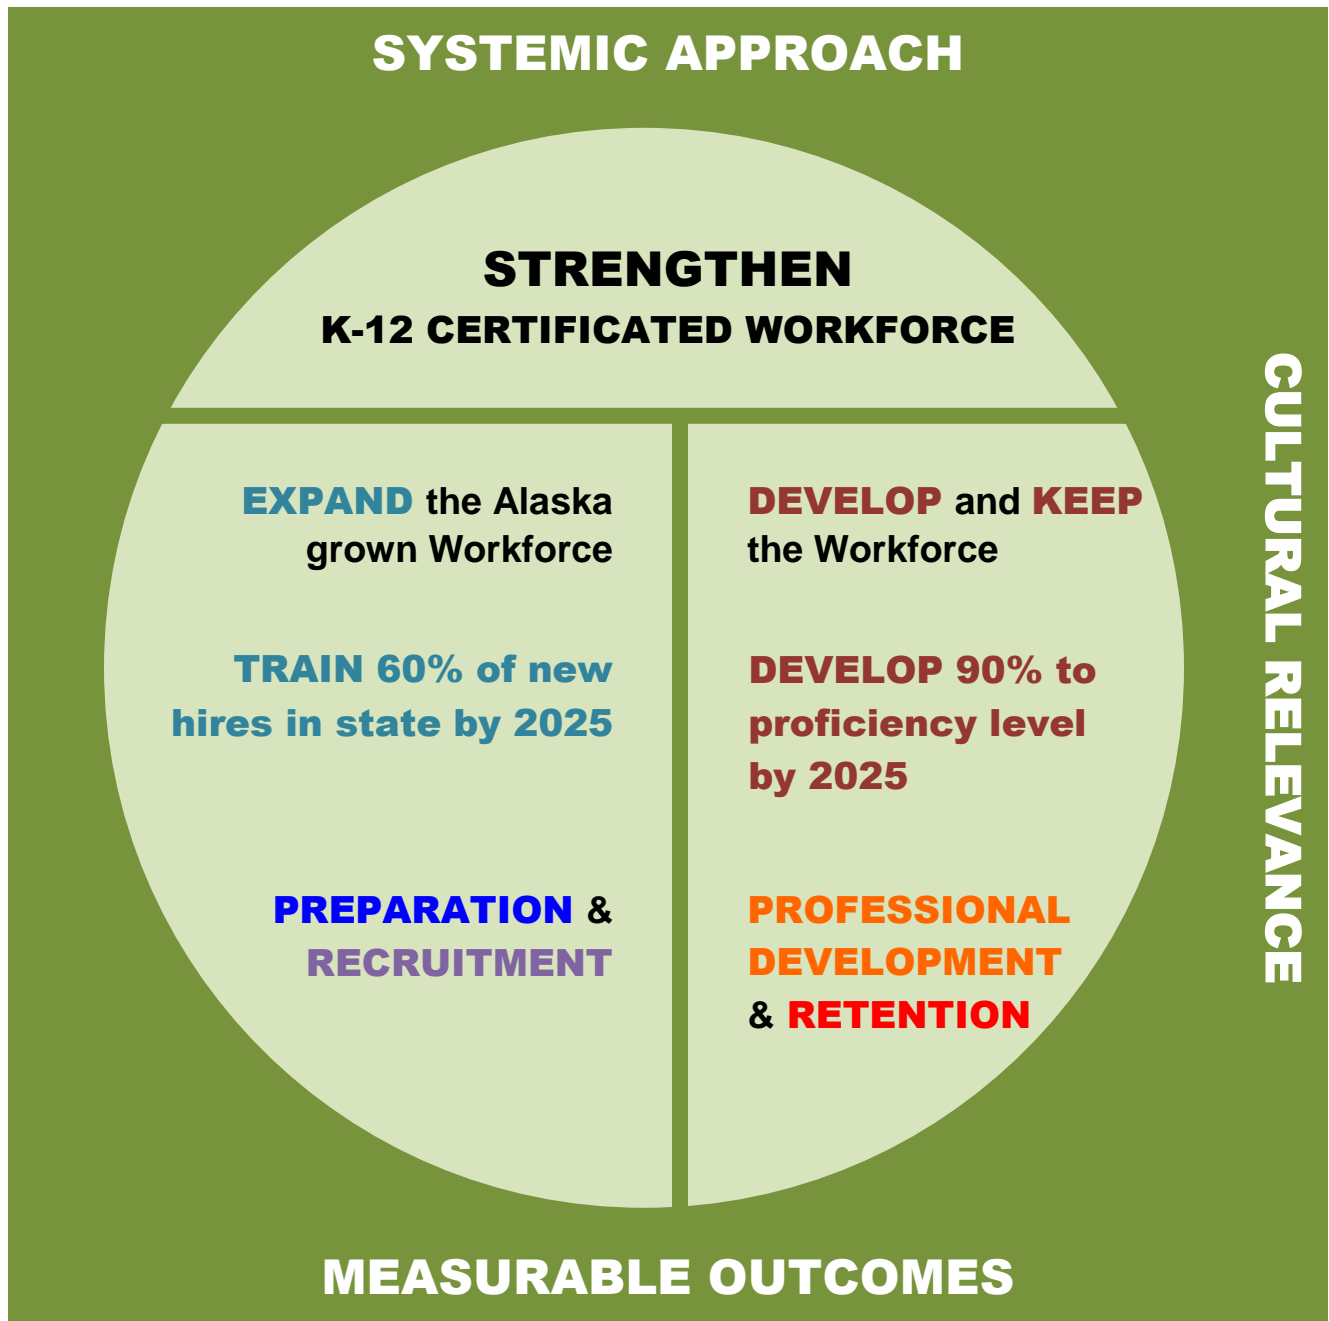 SYSTEMIC APPROACH
STRENGTHEN
K-12 CERTIFICATED WORKFORCE
EXPAND the Alaska
grown Workforce
TRAIN 60% of new
hires in state by 2025
PREPARATION &
RECRUITMENT
DEVELOP and KEEP
the Workforce
DEVELOP 90% to
proficiency level
by 2025
PROFESSIONAL
DEVELOPMENT
& RETENTION
CULTURAL RELEVANCE
MEASURABLE OUTCOMES